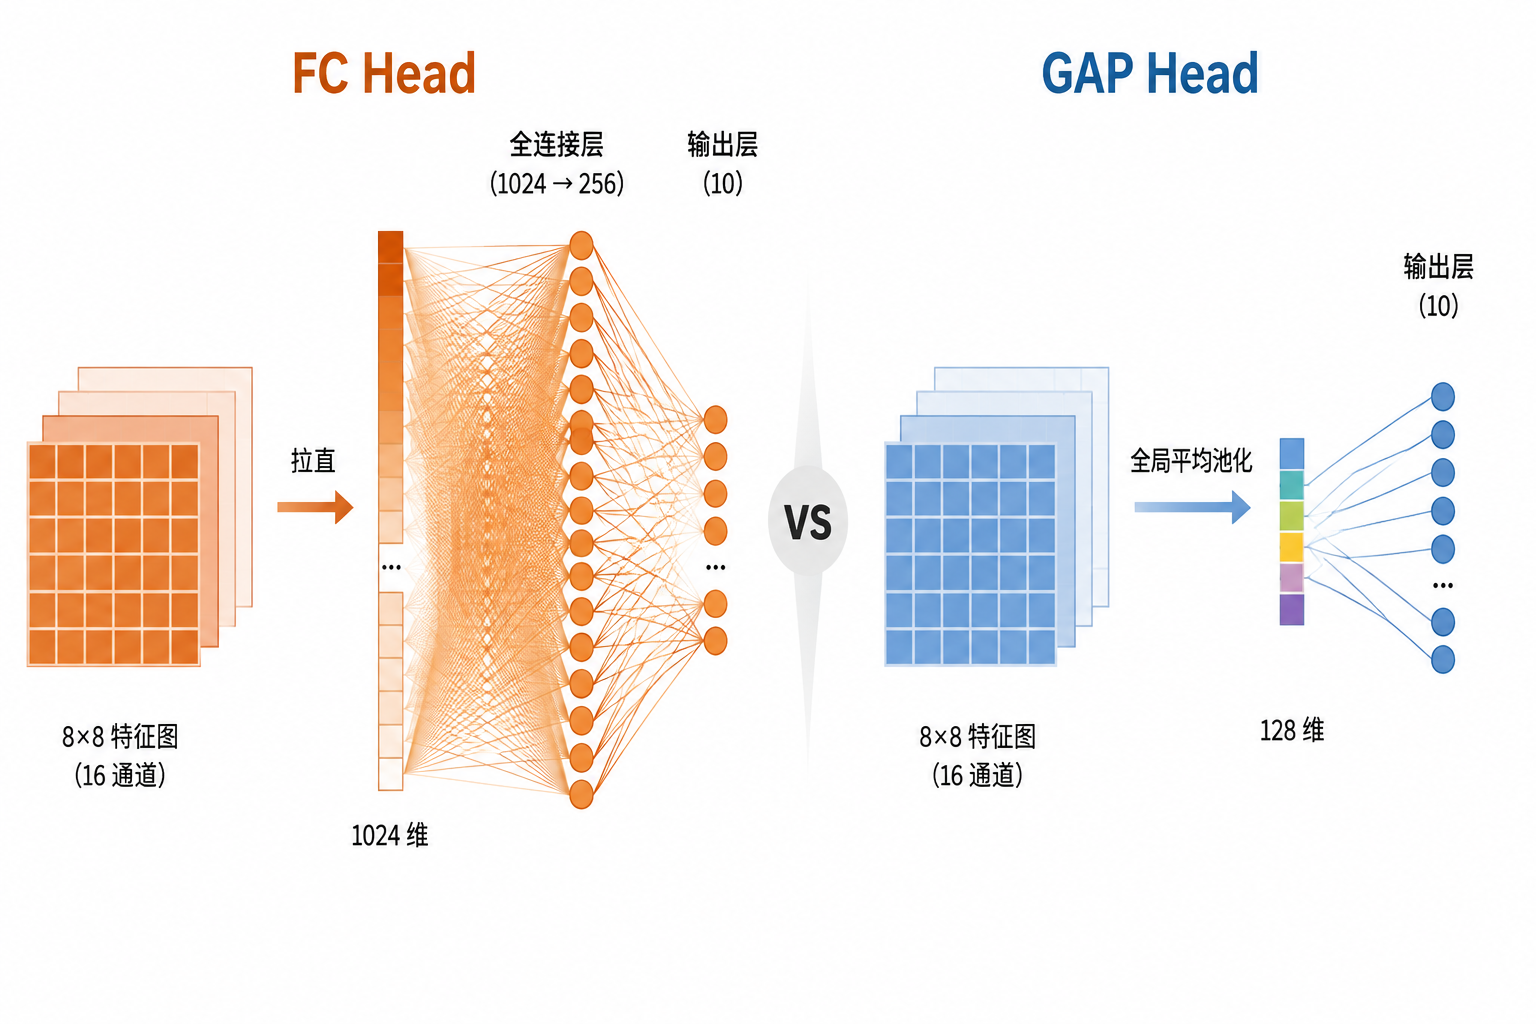 FC Head
全连接层
(1024 → 256)
输出层
(10)
拉直
...
...
8×8 特征图
(16 通道)
1024 维
VS
GAP Head
输出层
(10)
全局平均池化
...
8×8 特征图
(16 通道)
128 维